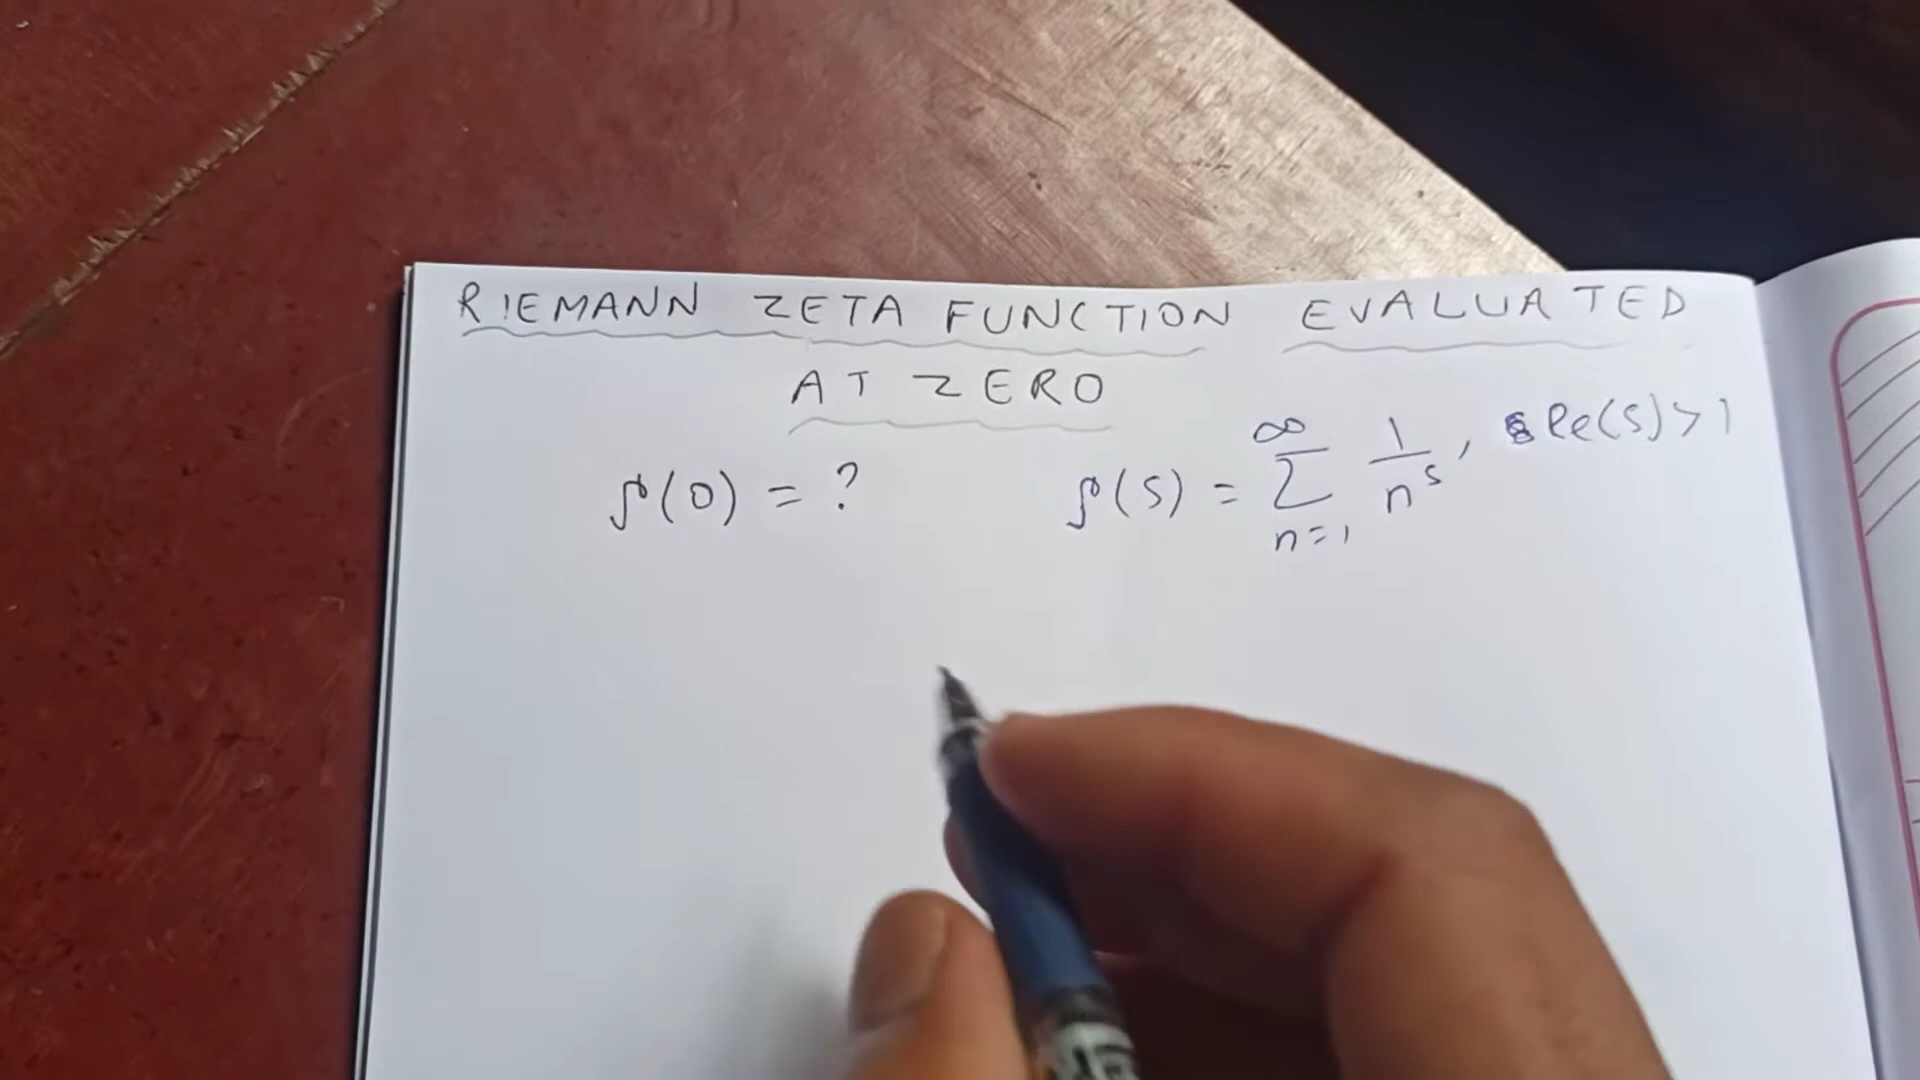 RIEMANN ZETA FUNCTION EVALUATED
AT ZERO
ζ(0) = ?
ζ(s) = ∑_{n=1}^{∞} 1/n^s, Re(s)>1